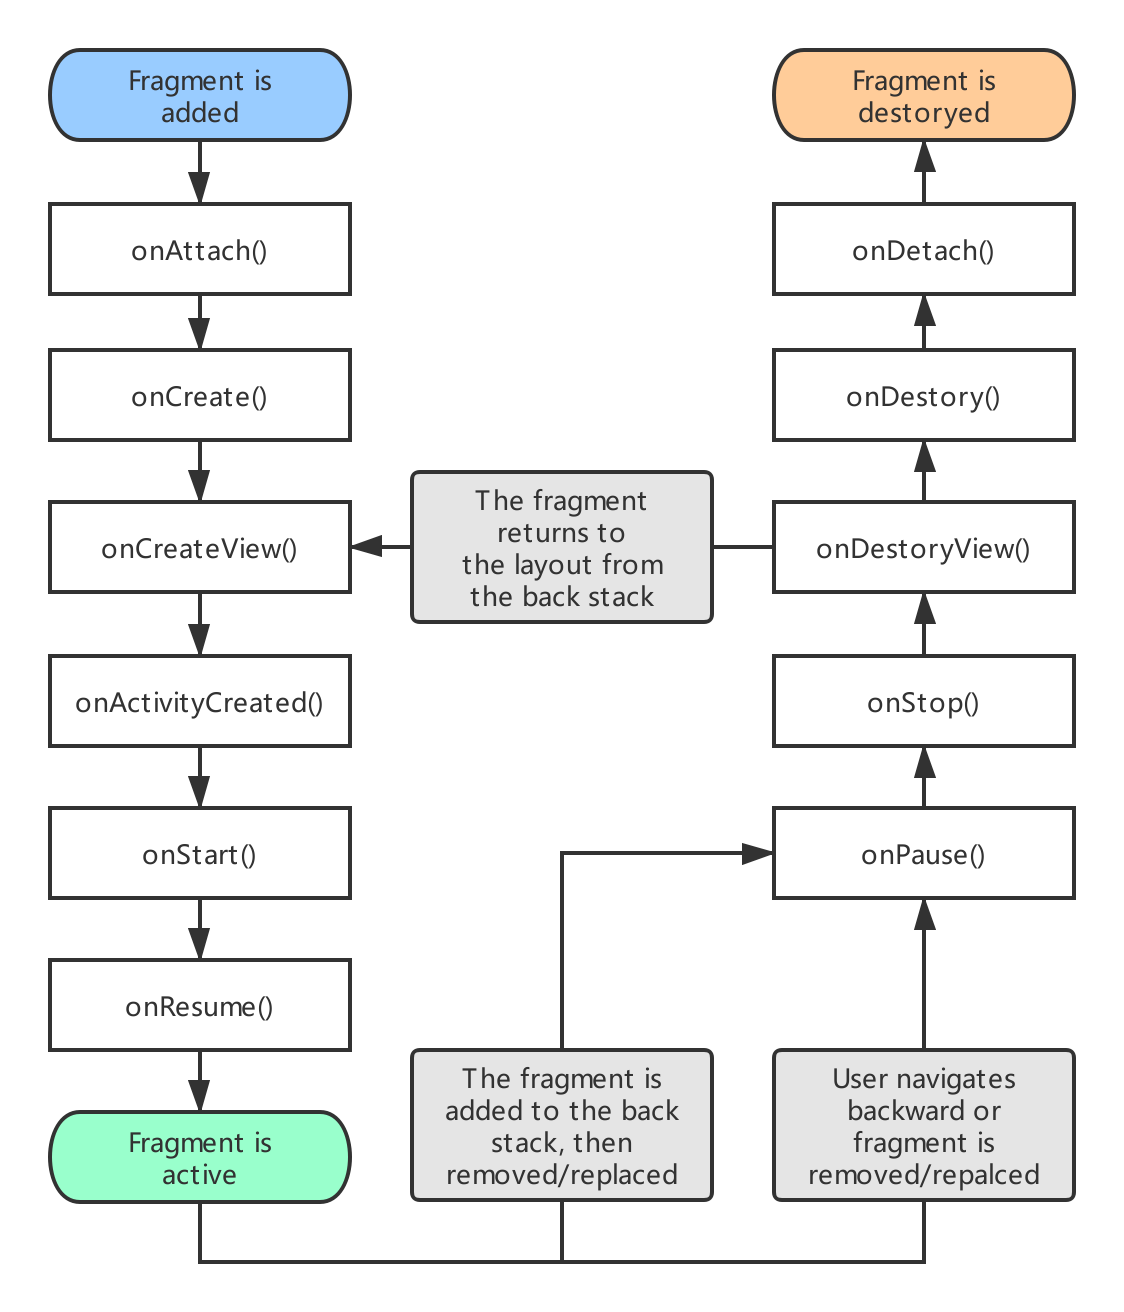 Fragment is
added
onAttach()
onCreate()
onCreateView()
onActivityCreated()
onStart()
onResume()
Fragment is
active
The fragment
returns to
the layout from
the back stack
The fragment is
added to the back
stack, then
removed/replaced
Fragment is
destoryed
onDetach()
onDestory()
onDestoryView()
onStop()
onPause()
User navigates
backward or
fragment is
removed/repalced